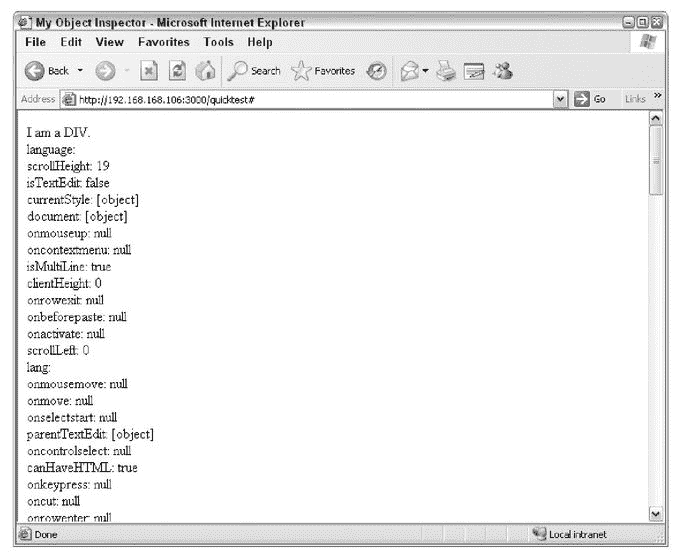 My Object Inspector - Microsoft Internet Explorer
File Edit View Favorites Tools Help
Back Search Favorites
Address http://192.168.168.106:3000/quicktest# Go Links »
I am a DIV.
language:
scrollHeight: 19
isTextEdit: false
currentStyle: [object]
document: [object]
onmouseup: null
oncontextmenu: null
isMultiLine: true
clientHeight: 0
onrowexit: null
onbeforepaste: null
onactivate: null
scrollLeft: 0
lang:
onmousemove: null
onmove: null
onselectstart: null
parentTextEdit: [object]
oncontrolselect: null
canHaveHTML: true
onkeypress: null
oncut: null
onrowenter: null
Done Local intranet